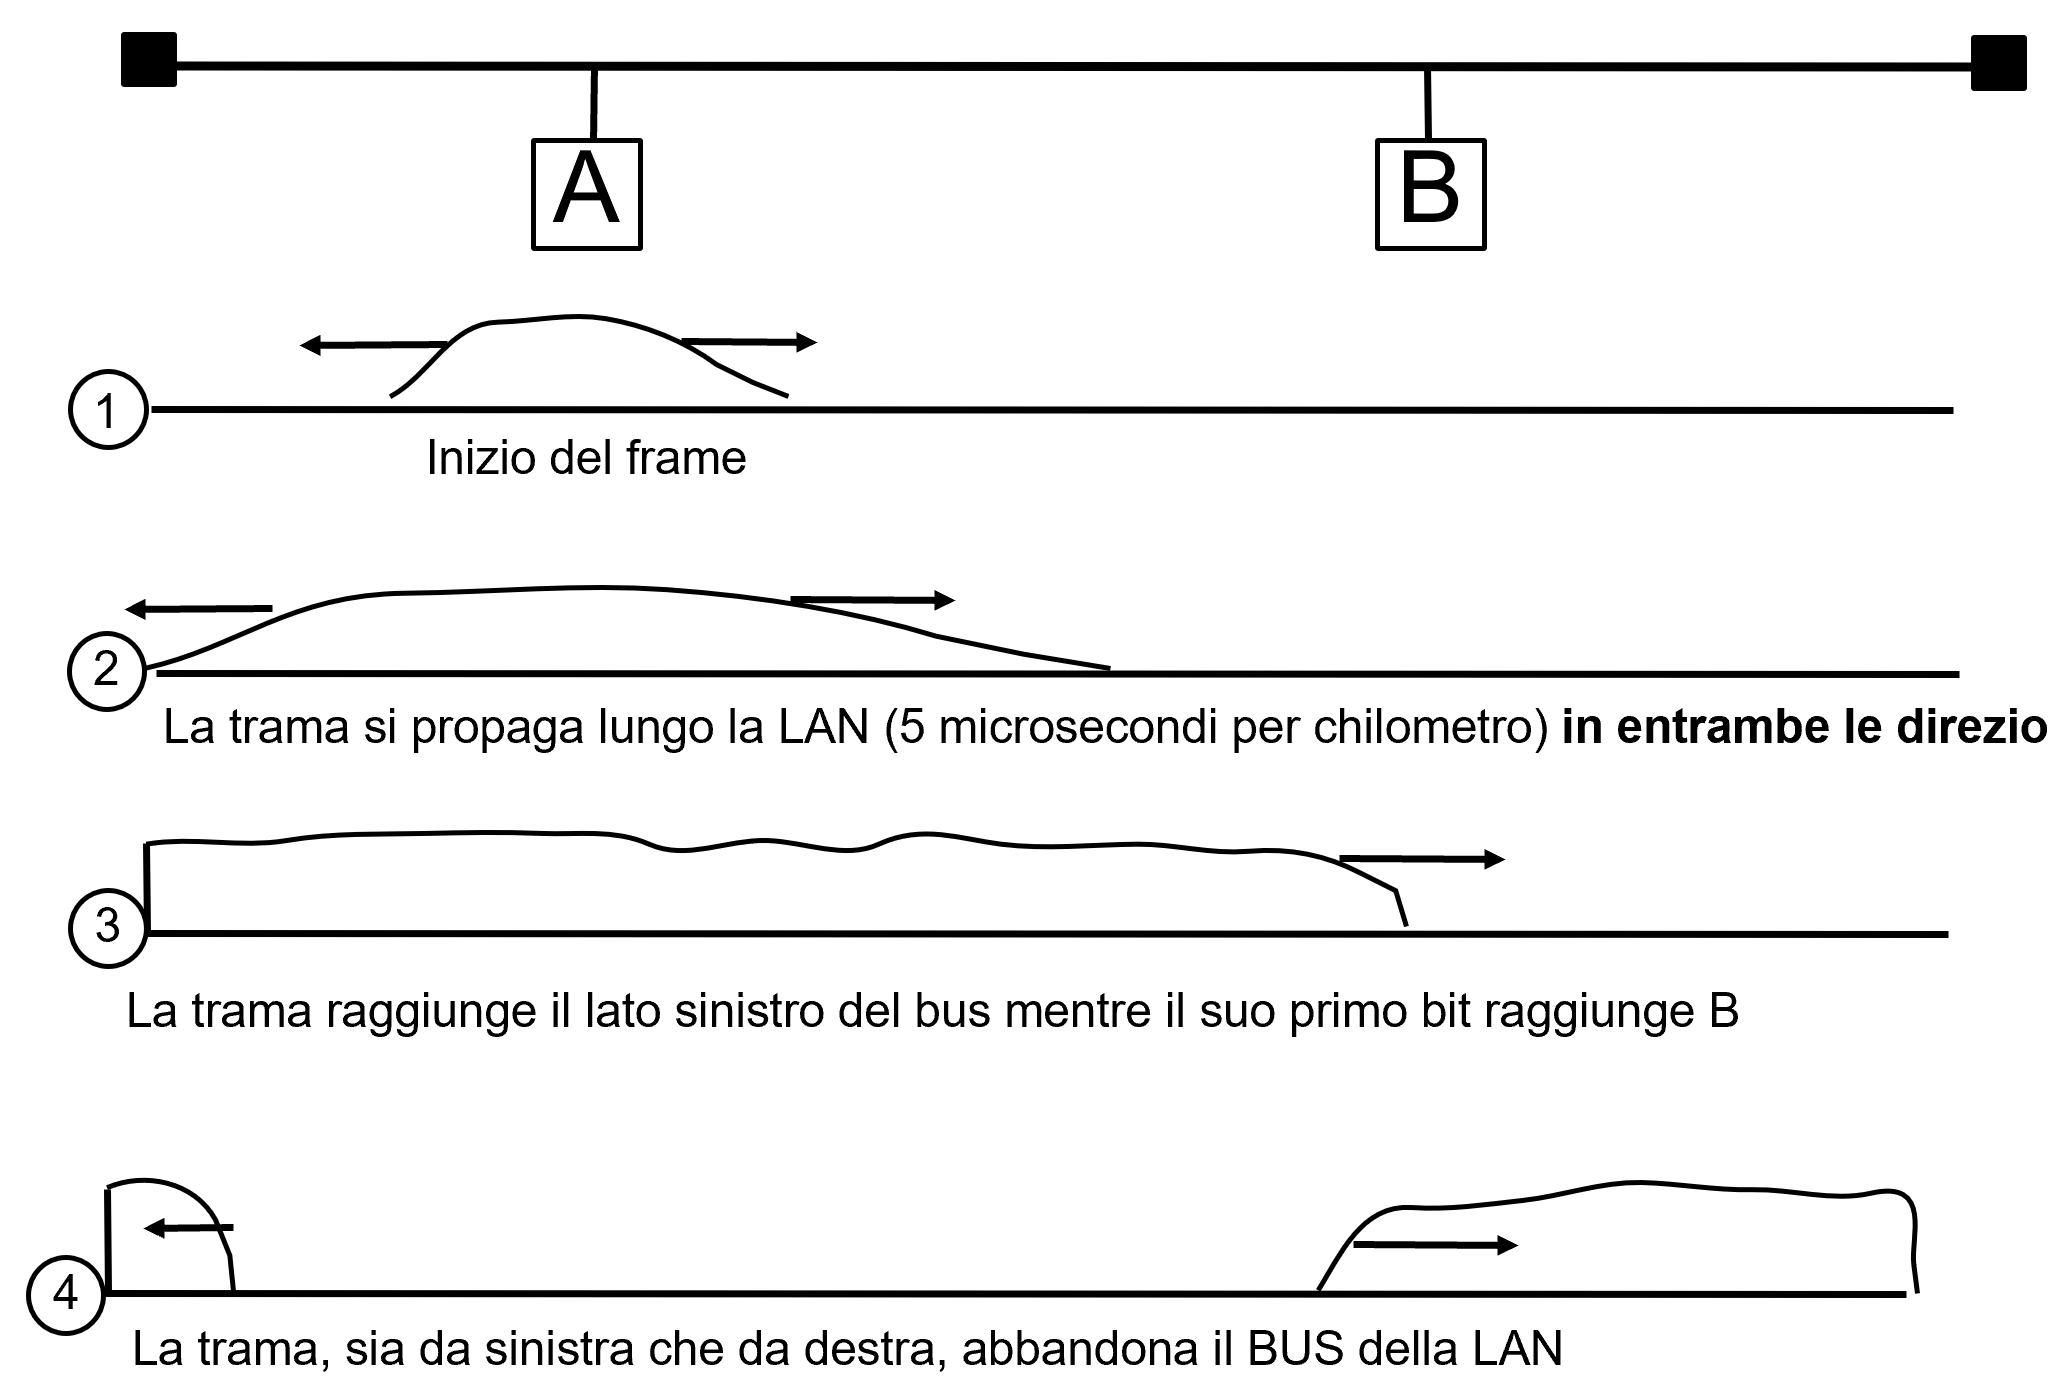 A
B
1
Inizio del frame
2
La trama si propaga lungo la LAN (5 microsecondi per chilometro) in entrambe le direzio
3
La trama raggiunge il lato sinistro del bus mentre il suo primo bit raggiunge B
4
La trama, sia da sinistra che da destra, abbandona il BUS della LAN